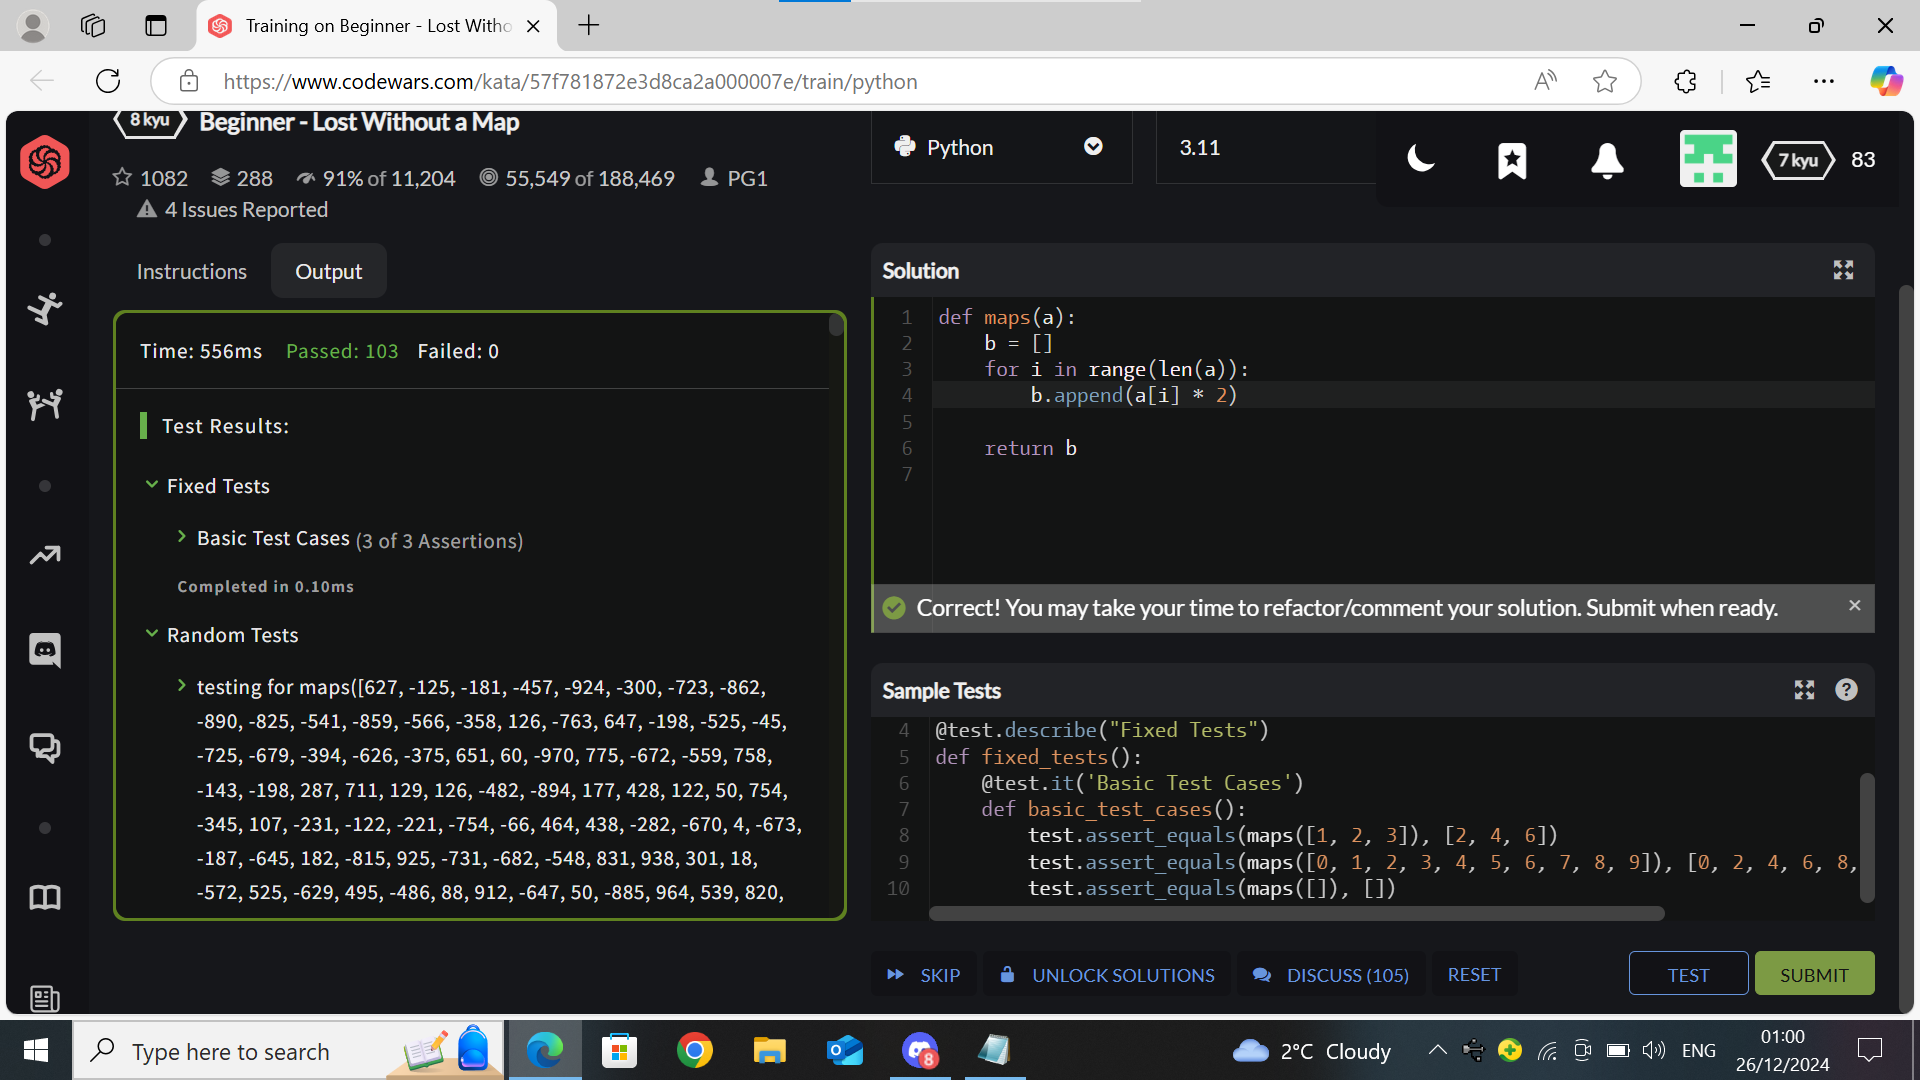 Training on Beginner - Lost Witho
https://www.codewars.com/kata/57f781872e3d8ca2a000007e/train/python
8 kyu
Beginner - Lost Without a Map
1082 288 91% of 11,204 55,549 of 188,469 PG1
4 Issues Reported
Python
3.11
7 kyu
83
Instructions
Output
Time: 556ms Passed: 103 Failed: 0
Test Results:
Fixed Tests
Basic Test Cases (3 of 3 Assertions)
Completed in 0.10ms
Random Tests
testing for maps([627, -125, -181, -457, -924, -300, -723, -862,
-890, -825, -541, -859, -566, -358, 126, -763, 647, -198, -525, -45,
-725, -679, -394, -626, -375, 651, 60, -970, 775, -672, -559, 758,
-143, -198, 287, 711, 129, 126, -482, -894, 177, 428, 122, 50, 754,
-345, 107, -231, -122, -221, -754, -66, 464, 438, -282, -670, 4, -673,
-187, -645, 182, -815, 925, -731, -682, -548, 831, 938, 301, 18,
-572, 525, -629, 495, -486, 88, 912, -647, 50, -885, 964, 539, 820,
Solution
1 def maps(a):
2 b = []
3 for i in range(len(a)):
4 b.append(a[i] * 2)
5
6 return b
7
Correct! You may take your time to refactor/comment your solution. Submit when ready.
Sample Tests
4 @test.describe("Fixed Tests")
5 def fixed_tests():
6 @test.it('Basic Test Cases')
7 def basic_test_cases():
8 test.assert_equals(maps([1, 2, 3]), [2, 4, 6])
9 test.assert_equals(maps([0, 1, 2, 3, 4, 5, 6, 7, 8, 9]), [0, 2, 4, 6, 8,
10 test.assert_equals(maps([]), [])
SKIP
UNLOCK SOLUTIONS
DISCUSS (105)
RESET
TEST
SUBMIT
Type here to search
8
2°C Cloudy
ENG
01:00
26/12/2024